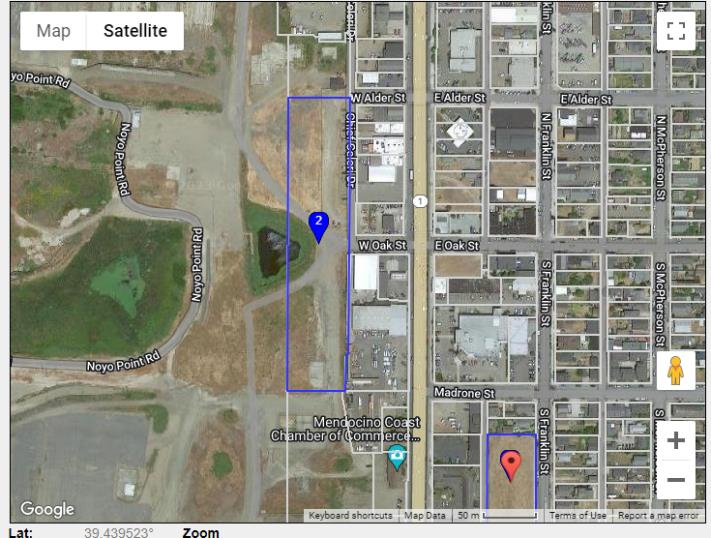 Map
Satellite
yo Point Rd
Noyo Point Rd
Noyo Point Rd
Noyo Point Rd
W Alder St
E Alder St
E Alder St
Chief Celeri Dr
N Franklin St
N McPherson St
2
1
W Oak St
E Oak St
S Franklin St
S McPherson St
Madrone St
S Franklin St
Mendocino Coast
Chamber of Commerce...
Google
Keyboard shortcuts
Map Data
50 m
Terms of Use
Report a map error
Lat:
39.439523°
Zoom